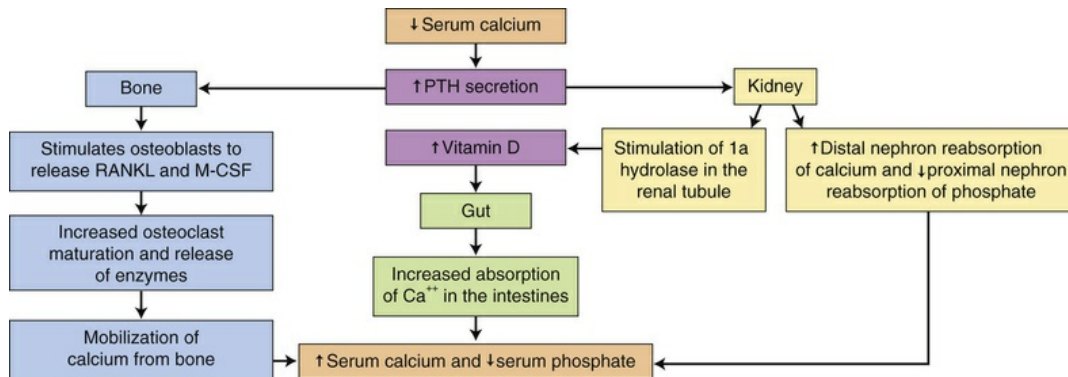 ↓Serum calcium
Bone
↑PTH secretion
Kidney
Stimulates osteoblasts to
release RANKL and M-CSF
↑Vitamin D
Stimulation of 1a
hydrolase in the
renal tubule
↑Distal nephron reabsorption
of calcium and ↓proximal nephron
reabsorption of phosphate
Gut
Increased osteoclast
maturation and release
of enzymes
Increased absorption
of Ca⁺⁺ in the intestines
Mobilization of
calcium from bone
↑Serum calcium and ↓serum phosphate